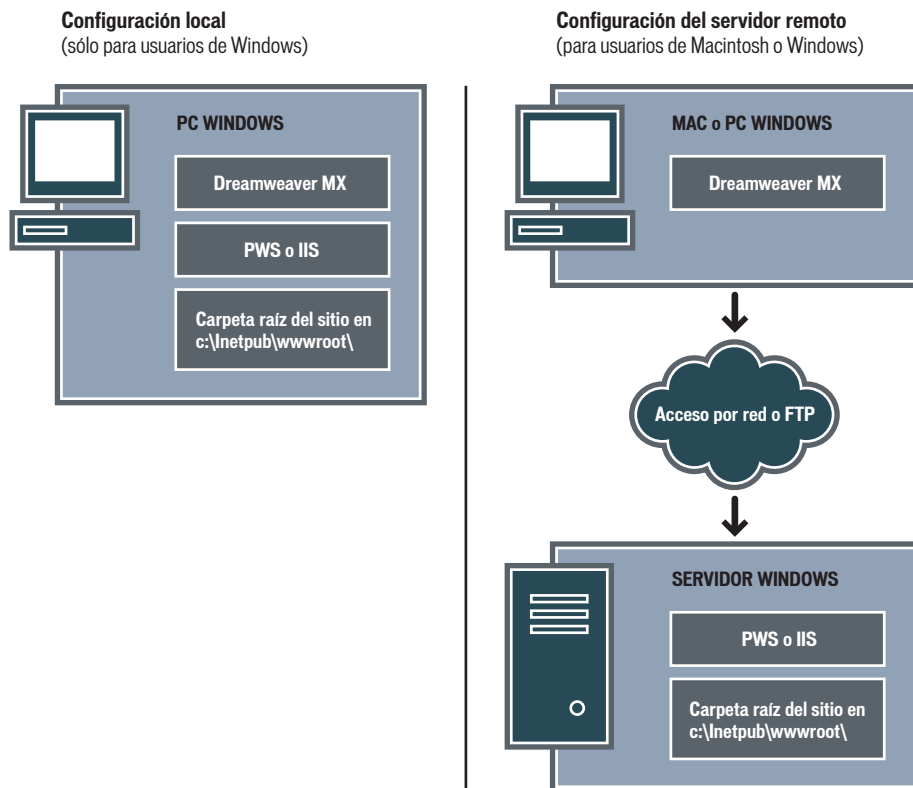 Configuración local
(sólo para usuarios de Windows)
PC WINDOWS
Dreamweaver MX
PWS o IIS
Carpeta raíz del sitio en
c:\Inetpub\wwwroot\
Configuración del servidor remoto
(para usuarios de Macintosh o Windows)
MAC o PC WINDOWS
Dreamweaver MX
Acceso por red o FTP
SERVIDOR WINDOWS
PWS o IIS
Carpeta raíz del sitio en
c:\Inetpub\wwwroot\